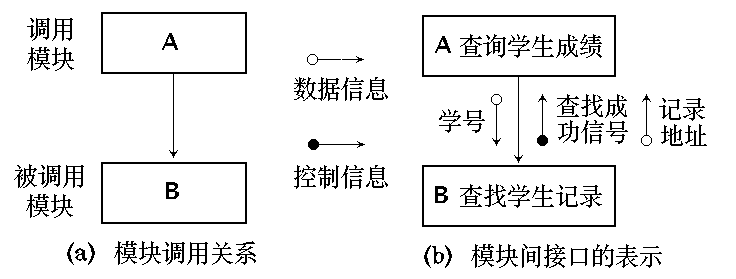 调用
模块
A
被调用
模块
B
(a) 模块调用关系
数据信息
控制信息
A 查询学生成绩
学号
查找成
功信号
记录
地址
B 查找学生记录
(b) 模块间接口的表示